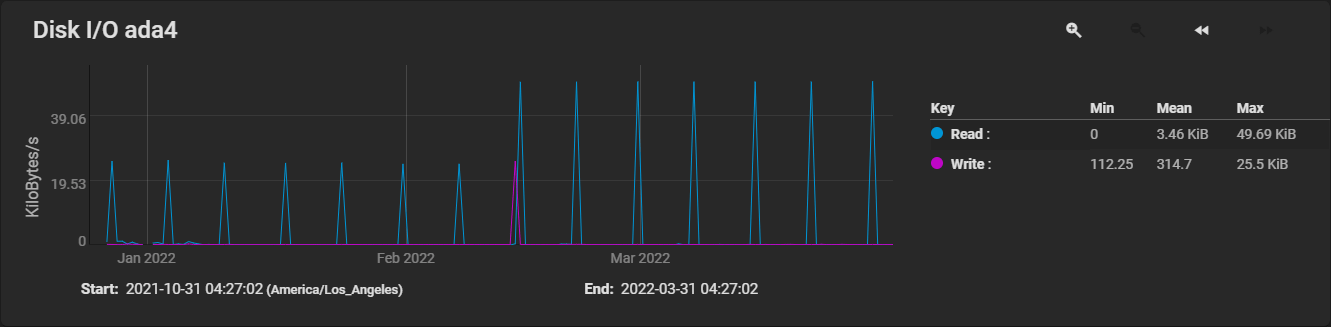 Disk I/O ada4
KiloBytes/s
39.06
19.53
0
Jan 2022
Feb 2022
Mar 2022
Key Min Mean Max
Read : 0 3.46 KiB 49.69 KiB
Write : 112.25 314.7 25.5 KiB
Start: 2021-10-31 04:27:02 (America/Los_Angeles)
End: 2022-03-31 04:27:02